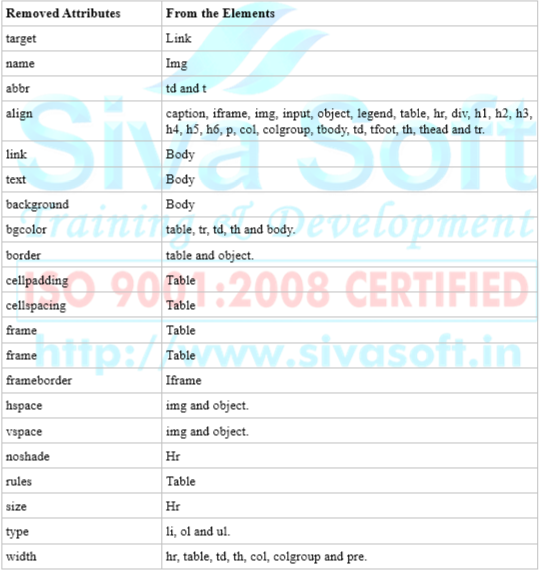 Removed Attributes From the Elements
target Link
name Img
abbr td and t
align caption, iframe, img, input, object, legend, table, hr, div, h1, h2, h3,
h4, h5, h6, p, col, colgroup, tbody, td, tfoot, th, thead and tr.
link Body
text Body
background Body
bgcolor table, tr, td, th and body.
border table and object.
cellpadding Table
cellspacing Table
frame Table
frame Table
frameborder Iframe
hspace img and object.
vspace img and object.
noshade Hr
rules Table
size Hr
type li, ol and ul.
width hr, table, td, th, col, colgroup and pre.
Siva Soft
Training & Development
ISO 9001:2008 CERTIFIED
http://www.sivasoft.in